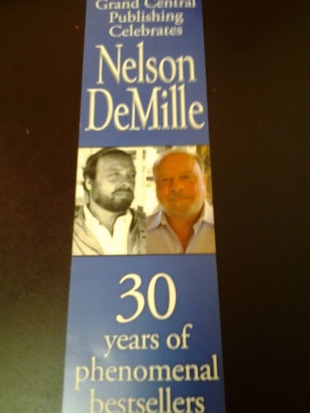 Grand Central
Publishing
Celebrates
Nelson
DeMille
30
years of
phenomenal
bestsellers